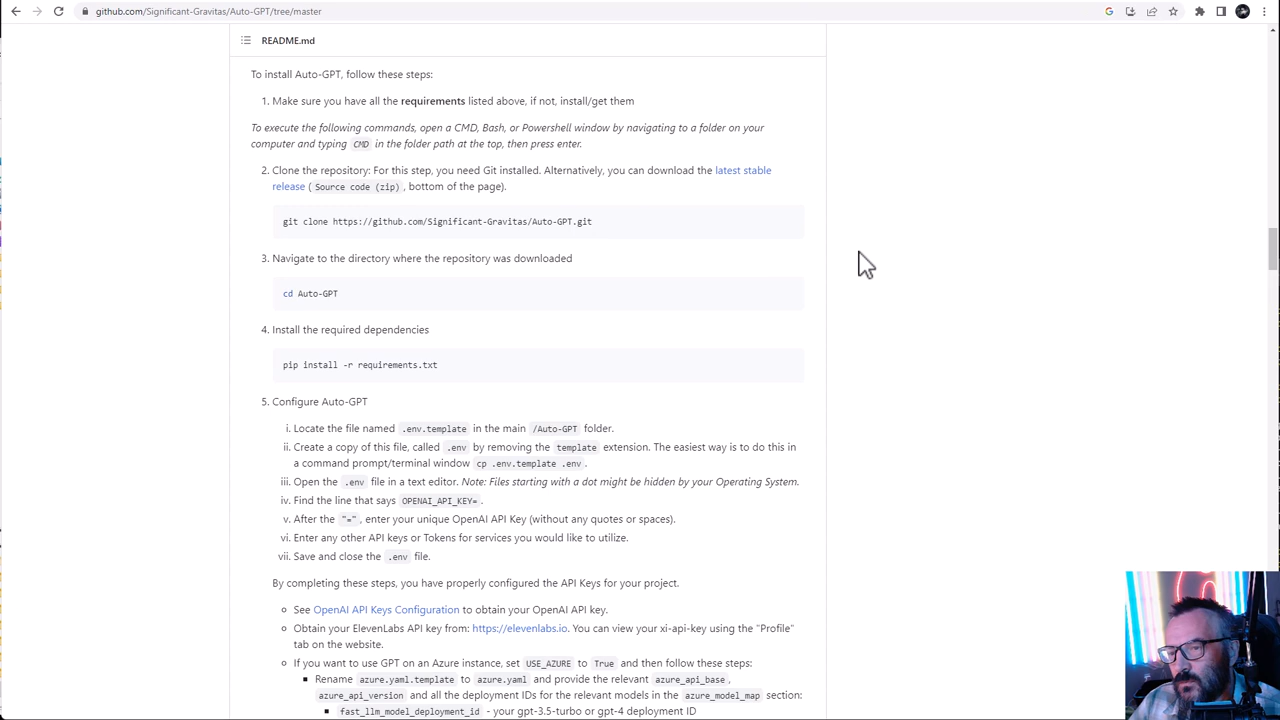 github.com/Significant-Gravitas/Auto-GPT/tree/master
README.md
To install Auto-GPT, follow these steps:
1. Make sure you have all the requirements listed above, if not, install/get them
To execute the following commands, open a CMD, Bash, or Powershell window by navigating to a folder on your
computer and typing CMD in the folder path at the top, then press enter.
2. Clone the repository: For this step, you need Git installed. Alternatively, you can download the latest stable
release ( Source code (zip) , bottom of the page).
git clone https://github.com/Significant-Gravitas/Auto-GPT.git
3. Navigate to the directory where the repository was downloaded
cd Auto-GPT
4. Install the required dependencies
pip install -r requirements.txt
5. Configure Auto-GPT
i. Locate the file named .env.template in the main /Auto-GPT folder.
ii. Create a copy of this file, called .env by removing the template extension. The easiest way is to do this in
a command prompt/terminal window cp .env.template .env .
iii. Open the .env file in a text editor. Note: Files starting with a dot might be hidden by your Operating System.
iv. Find the line that says OPENAI_API_KEY= .
v. After the "=" , enter your unique OpenAI API Key (without any quotes or spaces).
vi. Enter any other API keys or Tokens for services you would like to utilize.
vii. Save and close the .env file.
By completing these steps, you have properly configured the API Keys for your project.
See OpenAI API Keys Configuration to obtain your OpenAI API key.
Obtain your ElevenLabs API key from: https://elevenlabs.io. You can view your xi-api-key using the "Profile"
tab on the website.
If you want to use GPT on an Azure instance, set USE_AZURE to True and then follow these steps:
Rename azure.yaml.template to azure.yaml and provide the relevant azure_api_base ,
azure_api_version and all the deployment IDs for the relevant models in the azure_model_map section:
fast_llm_model_deployment_id - your gpt-3.5-turbo or gpt-4 deployment ID